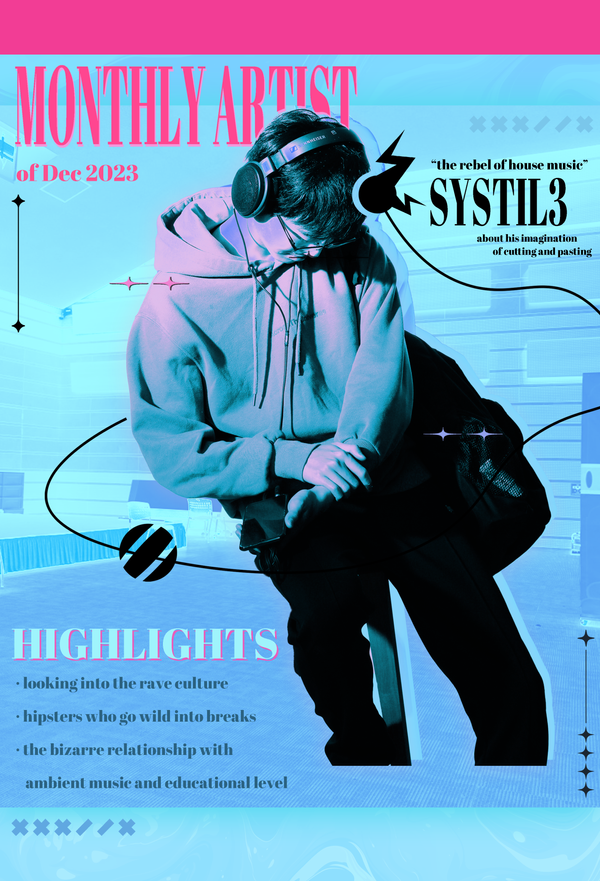 MONTHLY ARTIST
of Dec 2023
“the rebel of house music”
SYSTIL3
about his imagination
of cutting and pasting
HIGHLIGHTS
· looking into the rave culture
· hipsters who go wild into breaks
· the bizarre relationship with
ambient music and educational level